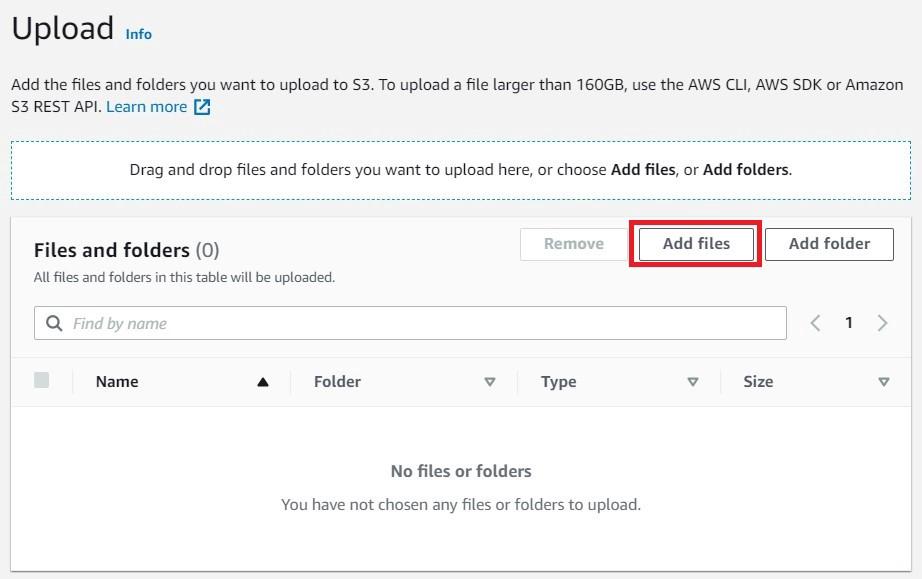 Upload Info
Add the files and folders you want to upload to S3. To upload a file larger than 160GB, use the AWS CLI, AWS SDK or Amazon
S3 REST API. Learn more
Drag and drop files and folders you want to upload here, or choose Add files, or Add folders.
Files and folders (0)
Remove Add files Add folder
All files and folders in this table will be uploaded.
Find by name
1
Name Folder Type Size
No files or folders
You have not chosen any files or folders to upload.